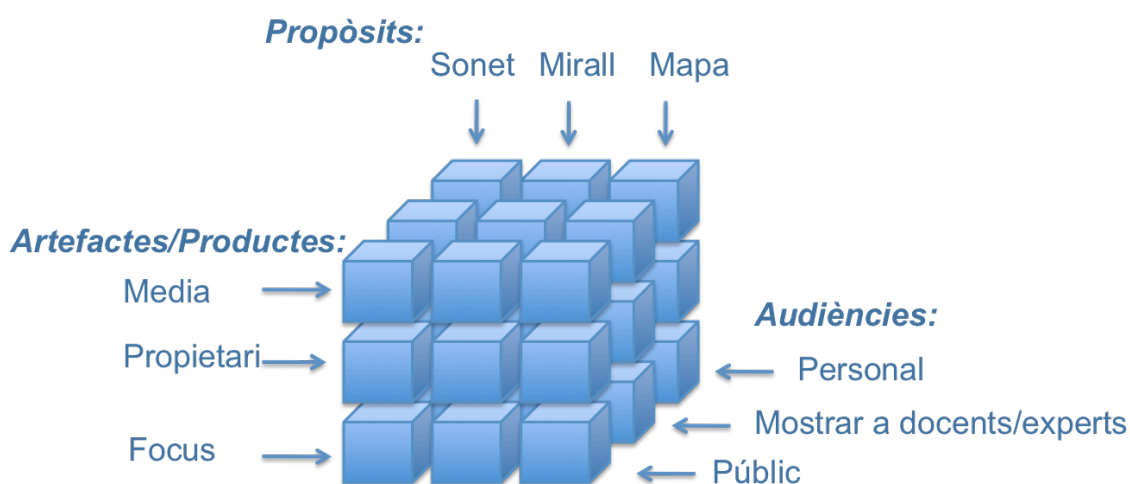 Propòsits:
Sonet Mirall Mapa
Artefactes/Productes:
Media
Propietari
Focus
Audiències:
Personal
Mostrar a docents/experts
Públic